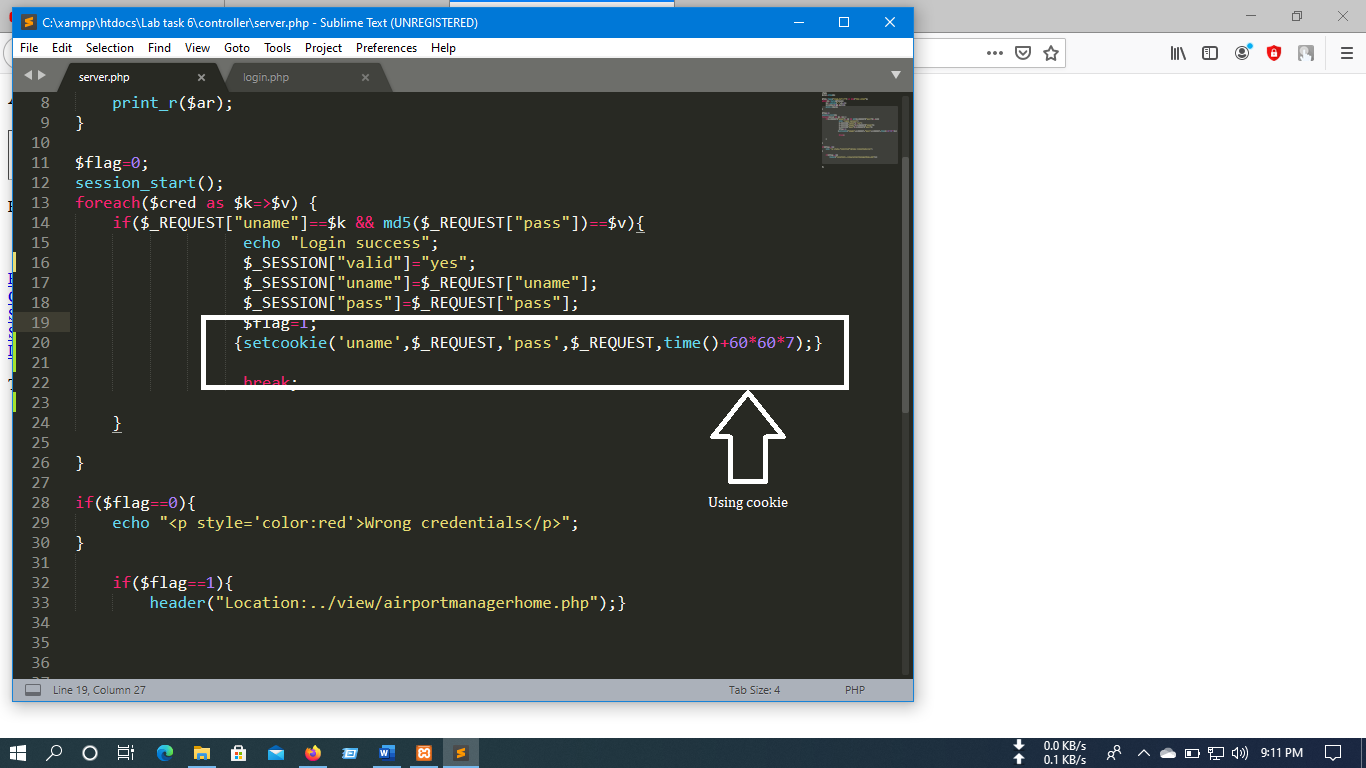 C:\xampp\htdocs\Lab task 6\controller\server.php - Sublime Text (UNREGISTERED)
File Edit Selection Find View Goto Tools Project Preferences Help
server.php login.php
8 print_r($ar);
9 }
10
11 $flag=0;
12 session_start();
13 foreach($cred as $k=>$v) {
14 if($_REQUEST["uname"]==$k && md5($_REQUEST["pass"])==$v){
15 echo "Login success";
16 $_SESSION["valid"]="yes";
17 $_SESSION["uname"]=$_REQUEST["uname"];
18 $_SESSION["pass"]=$_REQUEST["pass"];
19 $flag=1;
20 {setcookie('uname',$_REQUEST,'pass',$_REQUEST,time()+60*60*7);}
21
22 break;
23
24 }
25
26 }
27
28 if($flag==0){
29 echo "<p style='color:red'>Wrong credentials</p>";
30 }
31
32 if($flag==1){
33 header("Location:../view/airportmanagerhome.php");}
34
35
36
Using cookie
Line 19, Column 27 Tab Size: 4 PHP
0.0 KB/s
0.1 KB/s
9:11 PM